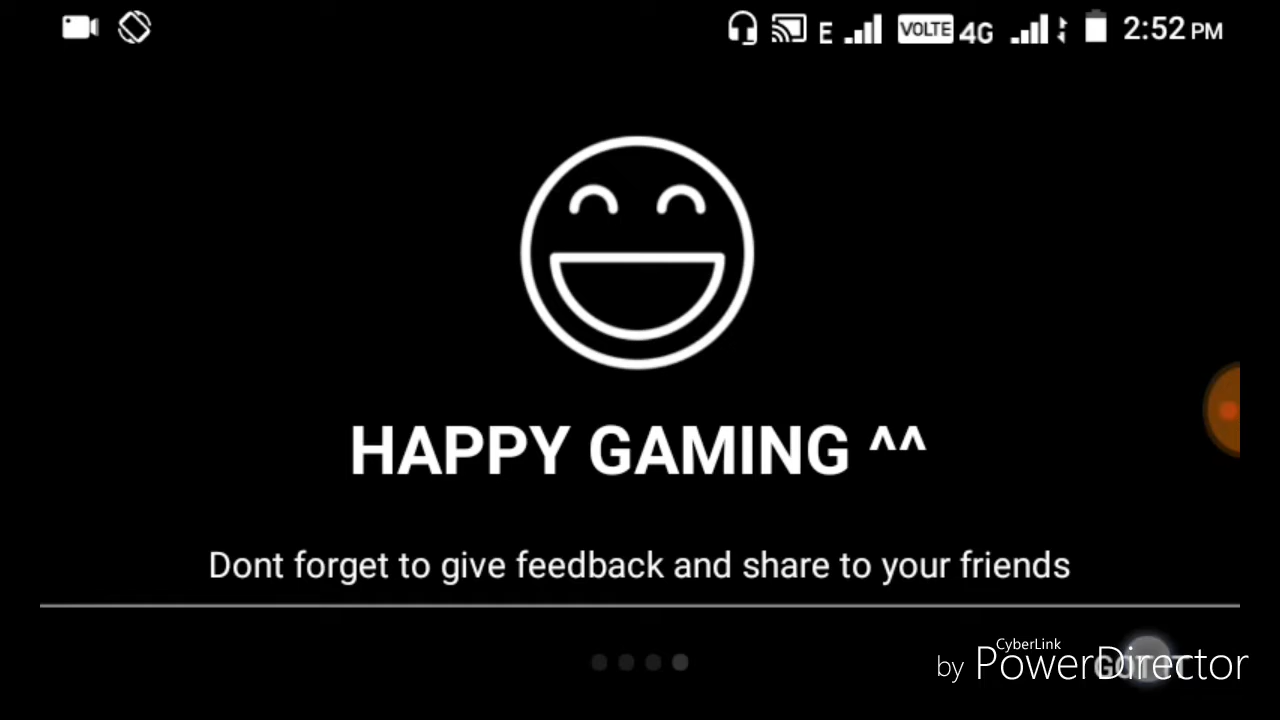 E VOLTE 4G 2:52 PM
HAPPY GAMING ^^
Dont forget to give feedback and share to your friends
CyberLink
by PowerDirector